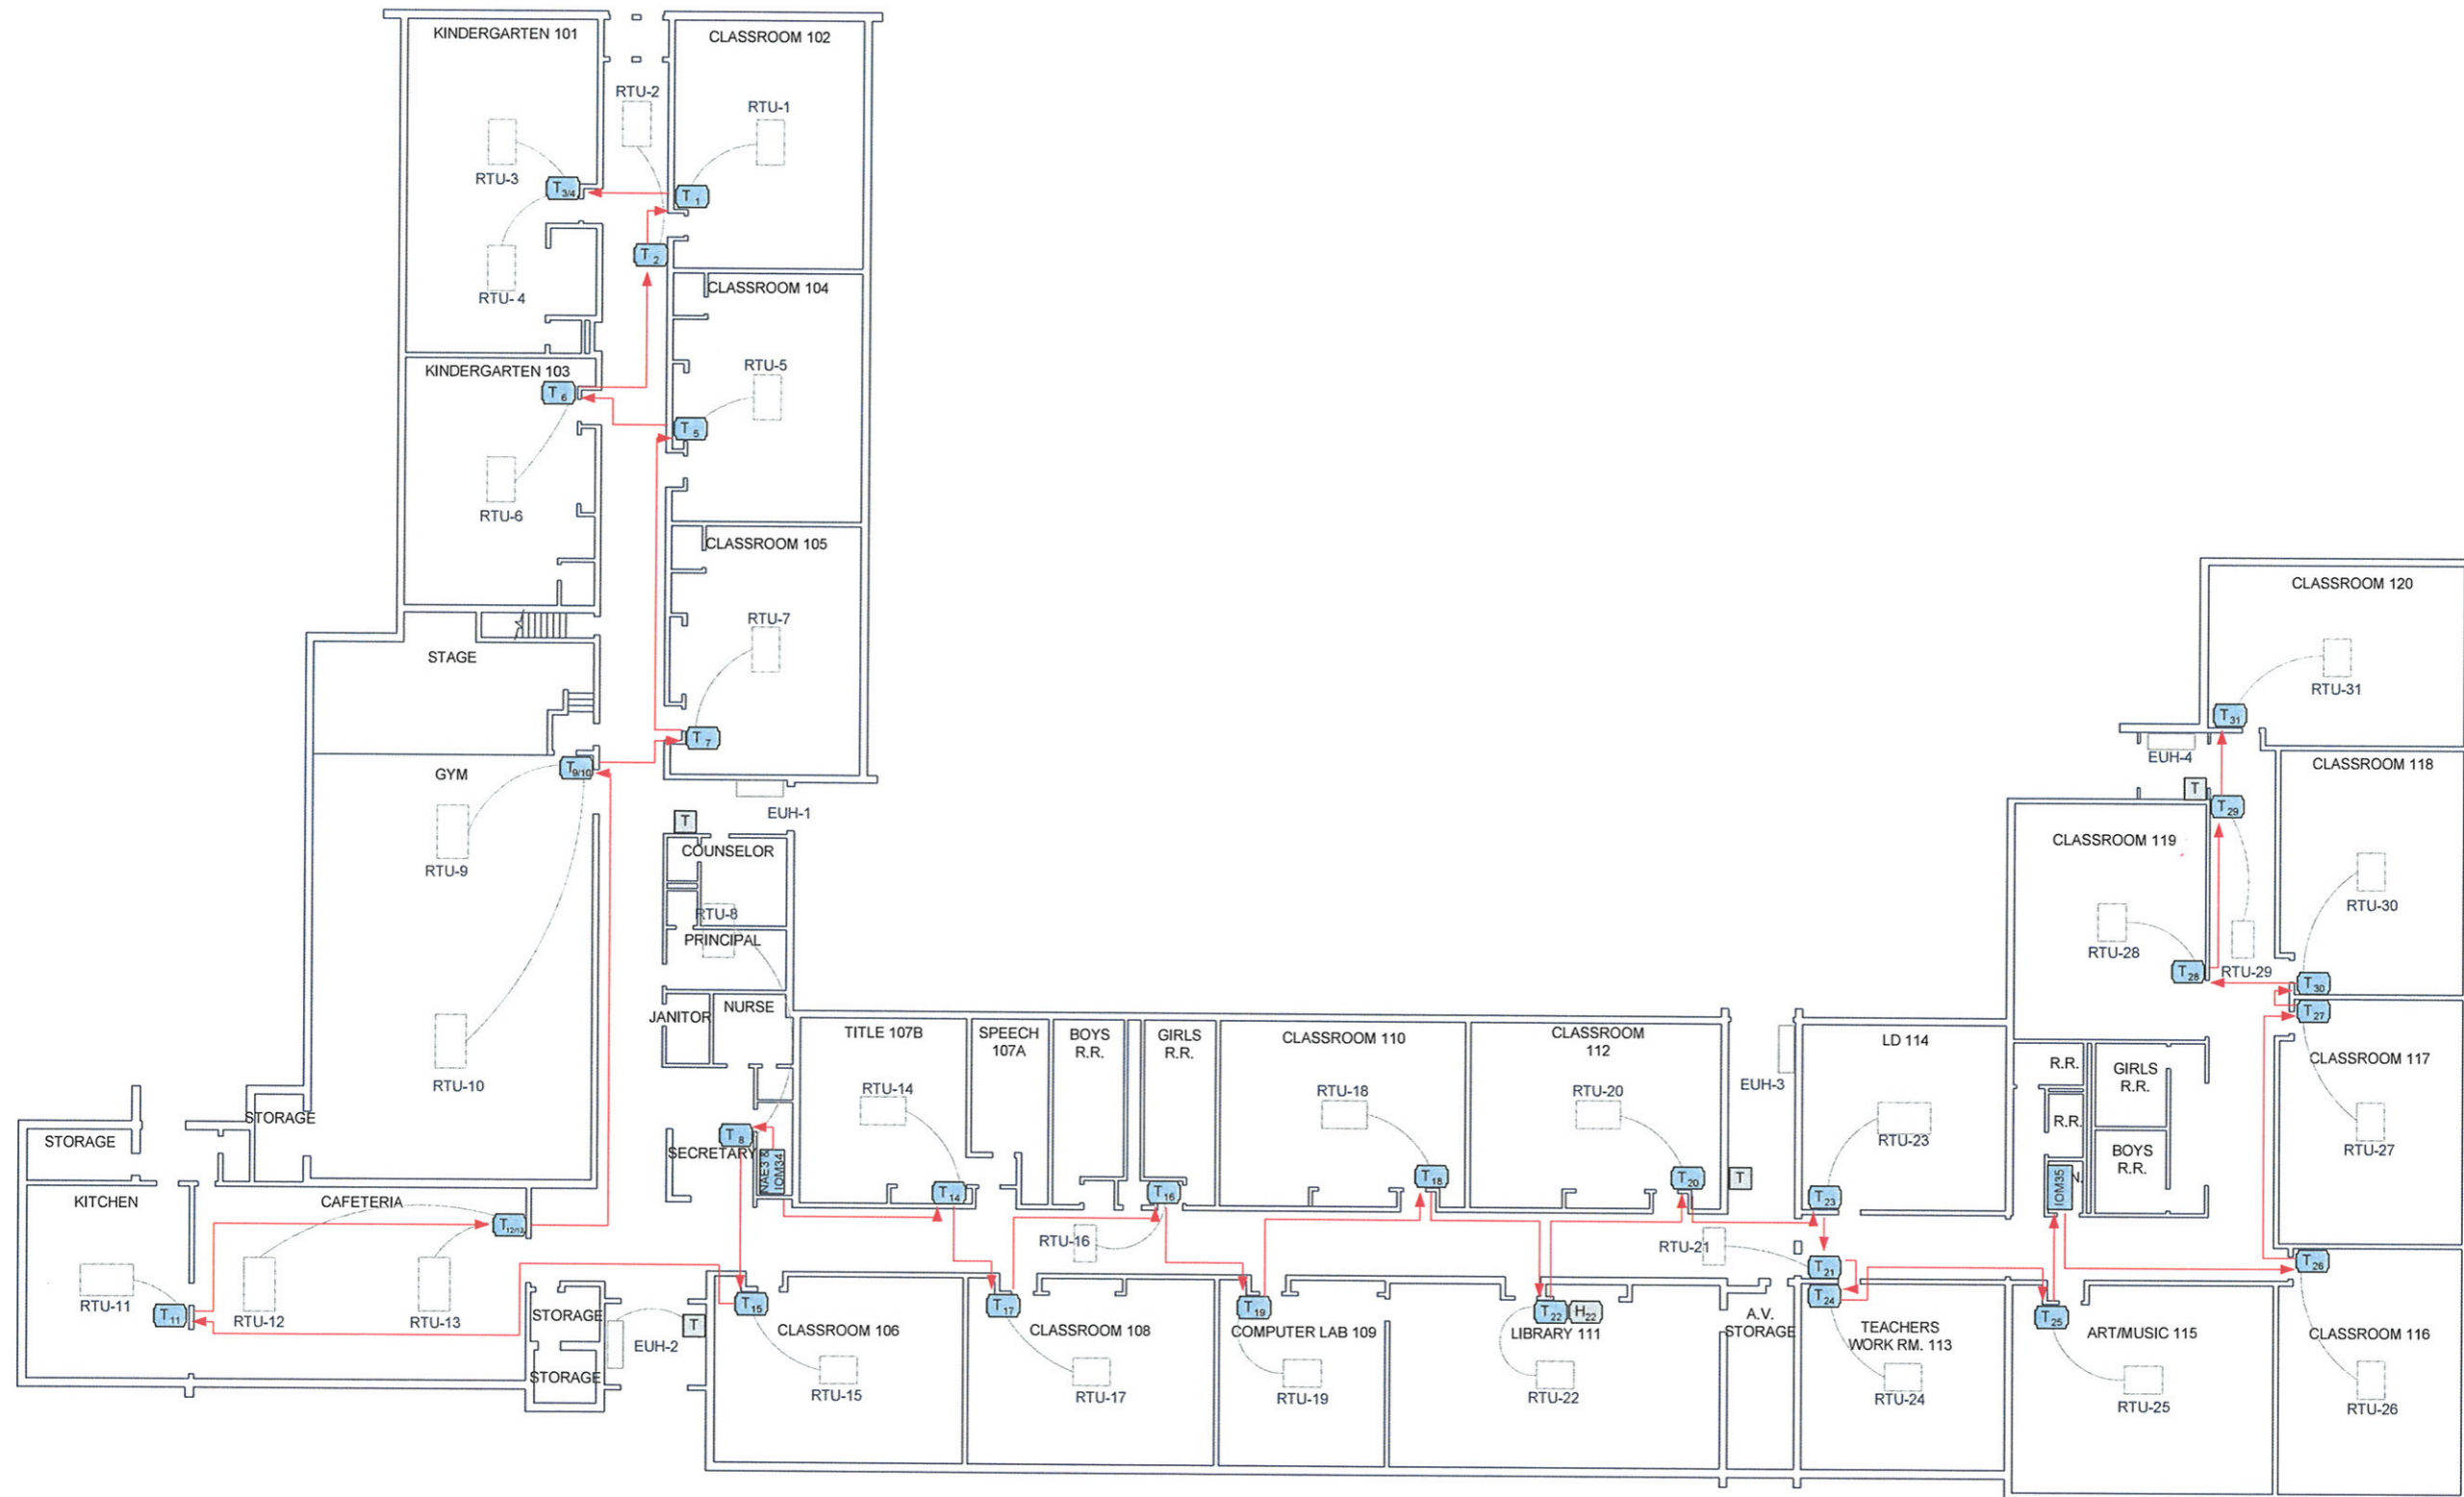 KINDERGARTEN 101
CLASSROOM 102
RTU-2
RTU-1
RTU-3
T3/4
T1
T2
RTU- 4
CLASSROOM 104
KINDERGARTEN 103
RTU-5
T6
T5
RTU-6
CLASSROOM 105
RTU-7
STAGE
T7
GYM
T9/10
RTU-9
EUH-1
T
COUNSELOR
RTU-8
PRINCIPAL
JANITOR
NURSE
RTU-10
STORAGE
STORAGE
T8
SECRETARY
NAE3 &
IOM34
KITCHEN
CAFETERIA
T12/13
RTU-11
T11
RTU-12
RTU-13
STORAGE
STORAGE
EUH-2
T
TITLE 107B
RTU-14
T14
SPEECH
107A
BOYS
R.R.
GIRLS
R.R.
T16
RTU-16
CLASSROOM 110
RTU-18
T18
CLASSROOM
112
RTU-20
T20
T
EUH-3
T15
CLASSROOM 106
RTU-15
T17
CLASSROOM 108
RTU-17
T19
COMPUTER LAB 109
RTU-19
T22
H22
LIBRARY 111
RTU-22
A.V.
STORAGE
RTU-21
LD 114
RTU-23
T23
T21
T24
TEACHERS
WORK RM. 113
RTU-24
CLASSROOM 120
RTU-31
T31
EUH-4
T
T29
CLASSROOM 118
CLASSROOM 119
RTU-30
RTU-28
T28
RTU-29
T30
T27
CLASSROOM 117
R.R.
GIRLS
R.R.
R.R.
BOYS
R.R.
RTU-27
IOM35
N.
T26
T25
ART/MUSIC 115
RTU-25
CLASSROOM 116
RTU-26